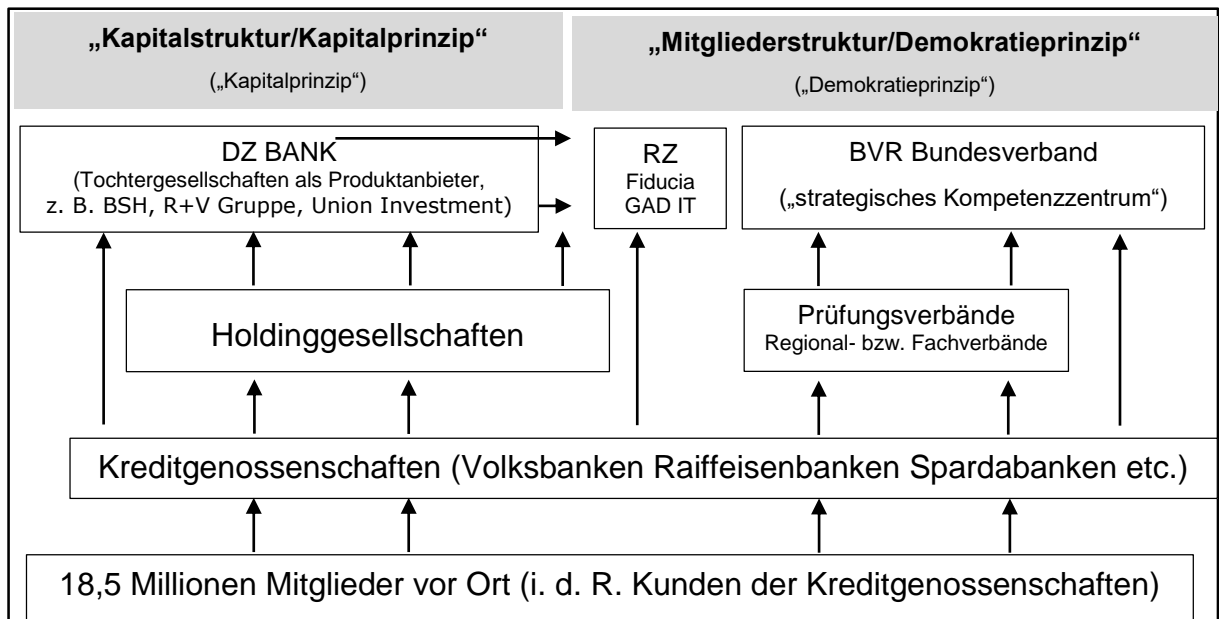 „Kapitalstruktur/Kapitalprinzip“
(„Kapitalprinzip“)
„Mitgliederstruktur/Demokratieprinzip“
(„Demokratieprinzip“)
DZ BANK
(Tochtergesellschaften als Produktanbieter,
z. B. BSH, R+V Gruppe, Union Investment)
RZ
Fiducia
GAD IT
BVR Bundesverband
(„strategisches Kompetenzzentrum“)
Holdinggesellschaften
Prüfungsverbände
Regional- bzw. Fachverbände
Kreditgenossenschaften (Volksbanken Raiffeisenbanken Spardabanken etc.)
18,5 Millionen Mitglieder vor Ort (i. d. R. Kunden der Kreditgenossenschaften)